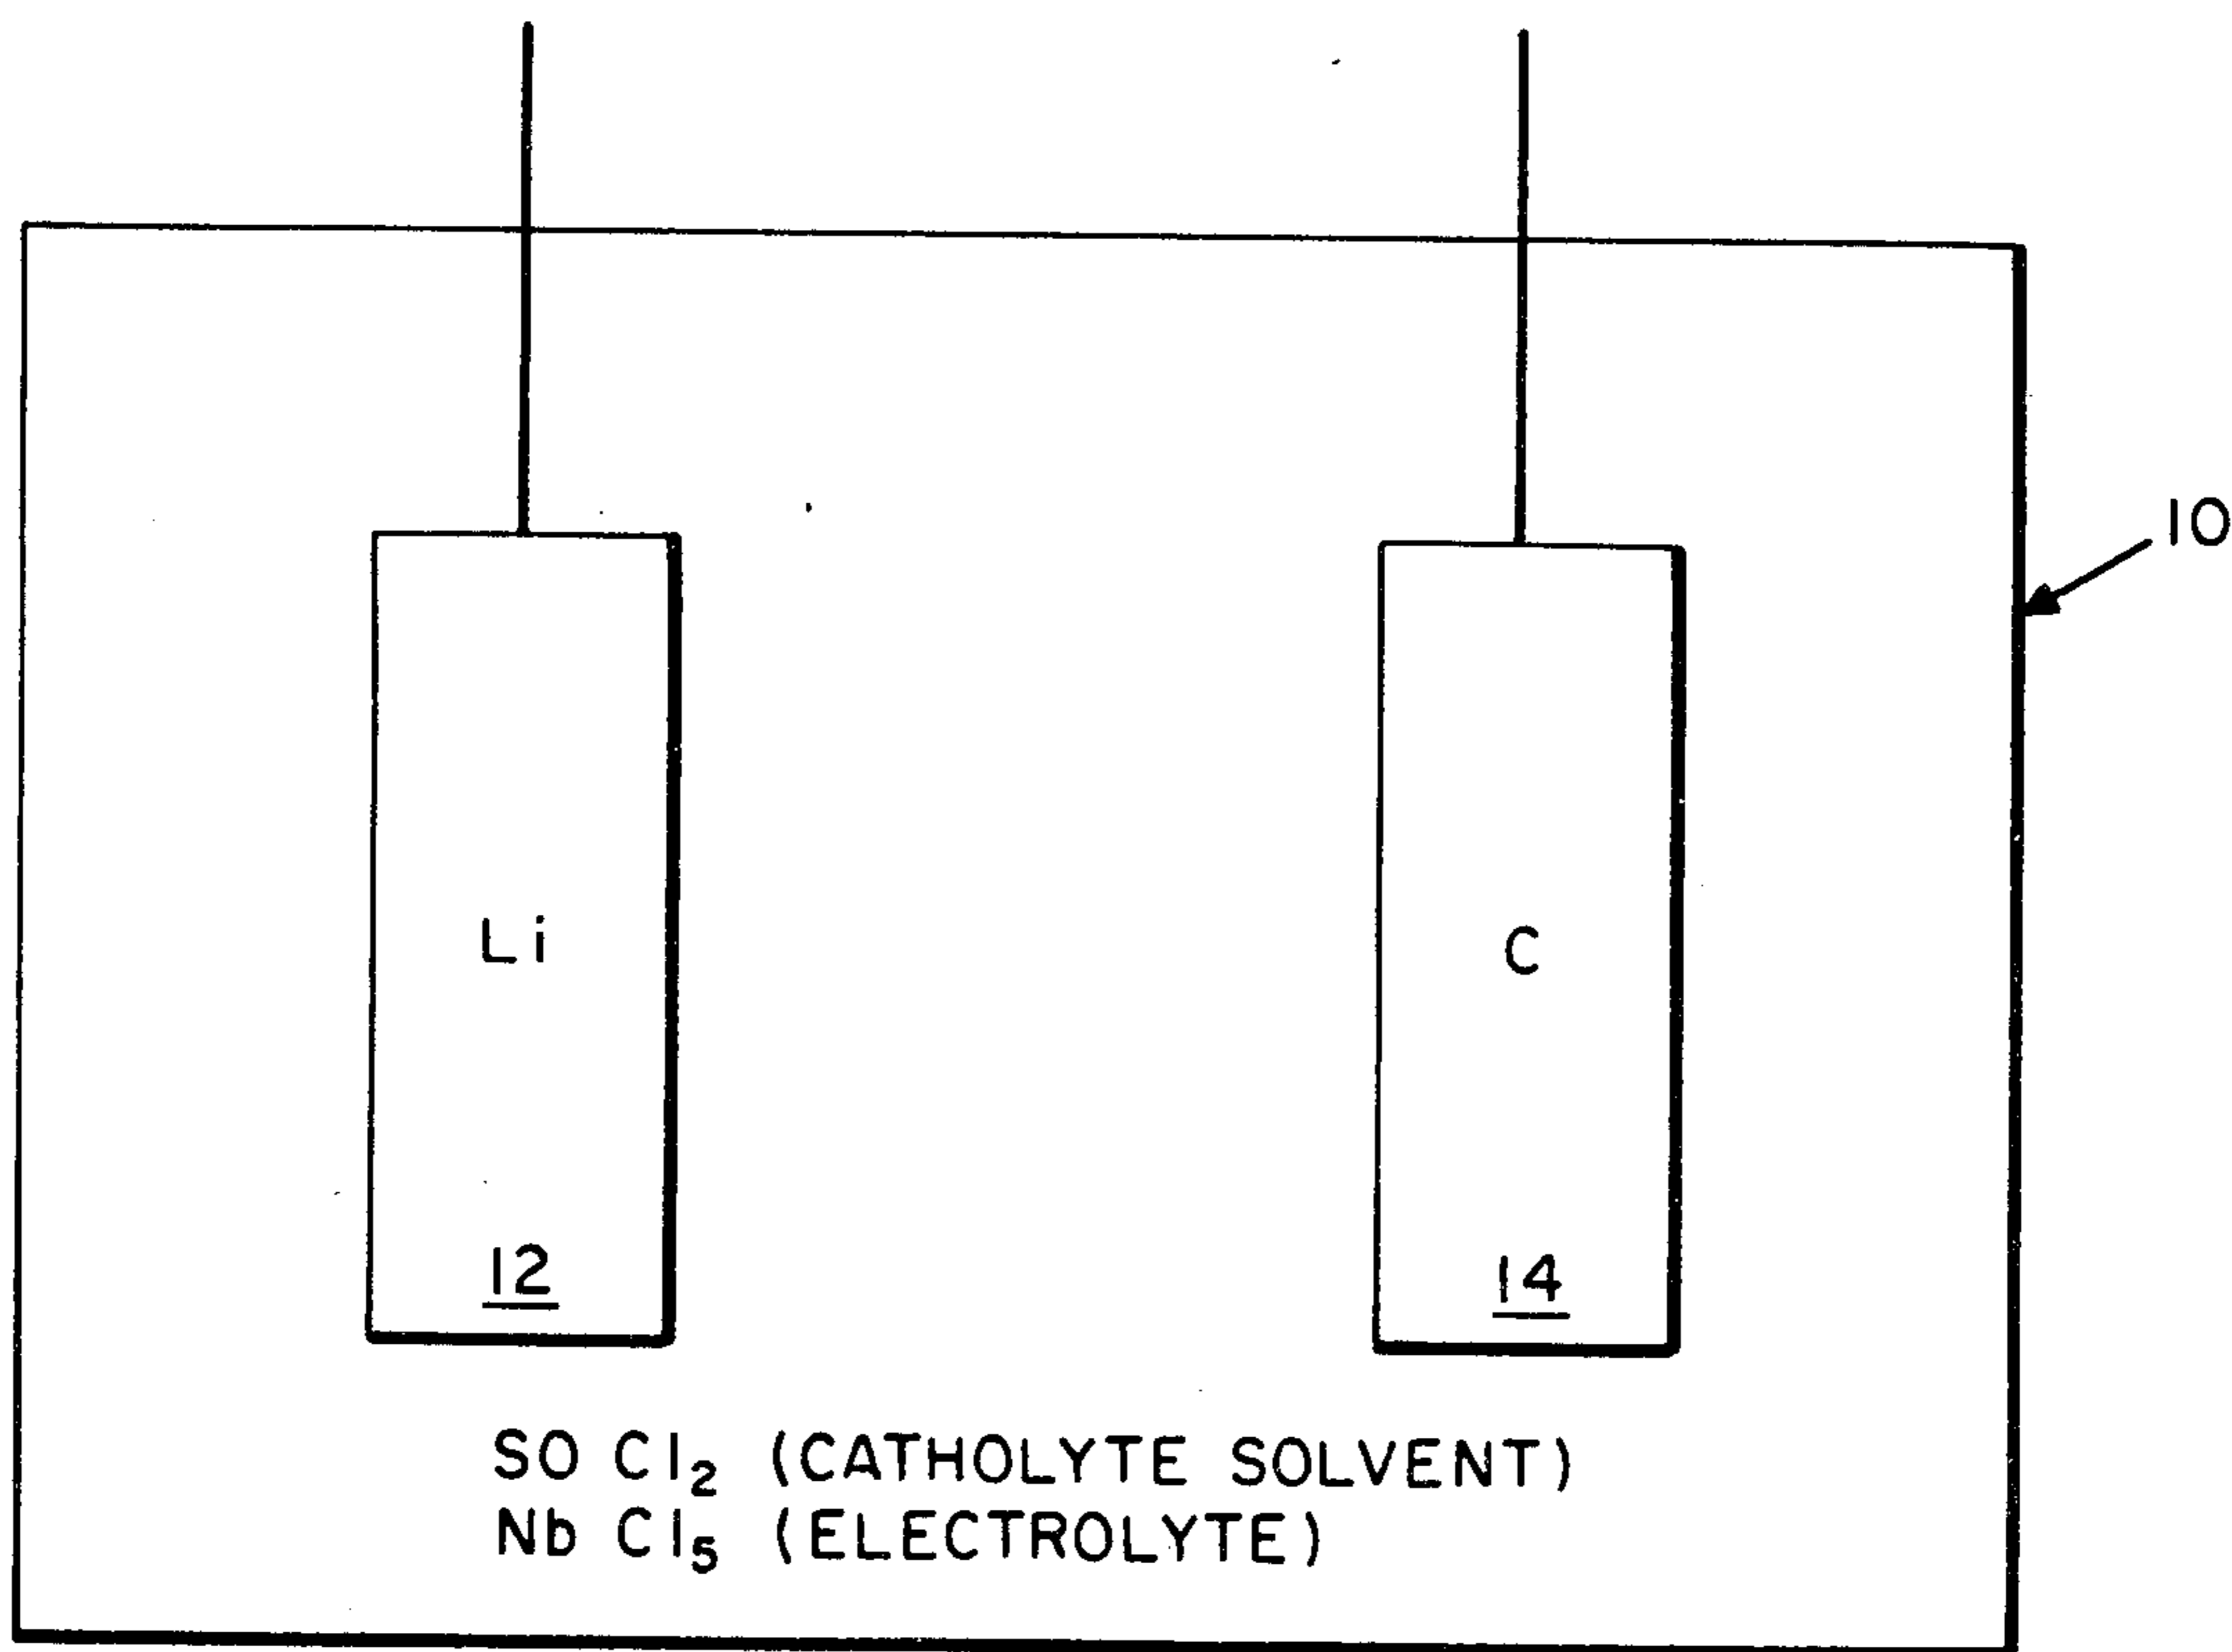 10
Li
C
12
14
SO Cl₂ (CATHOLYTE SOLVENT)
Nb Cl₅ (ELECTROLYTE)